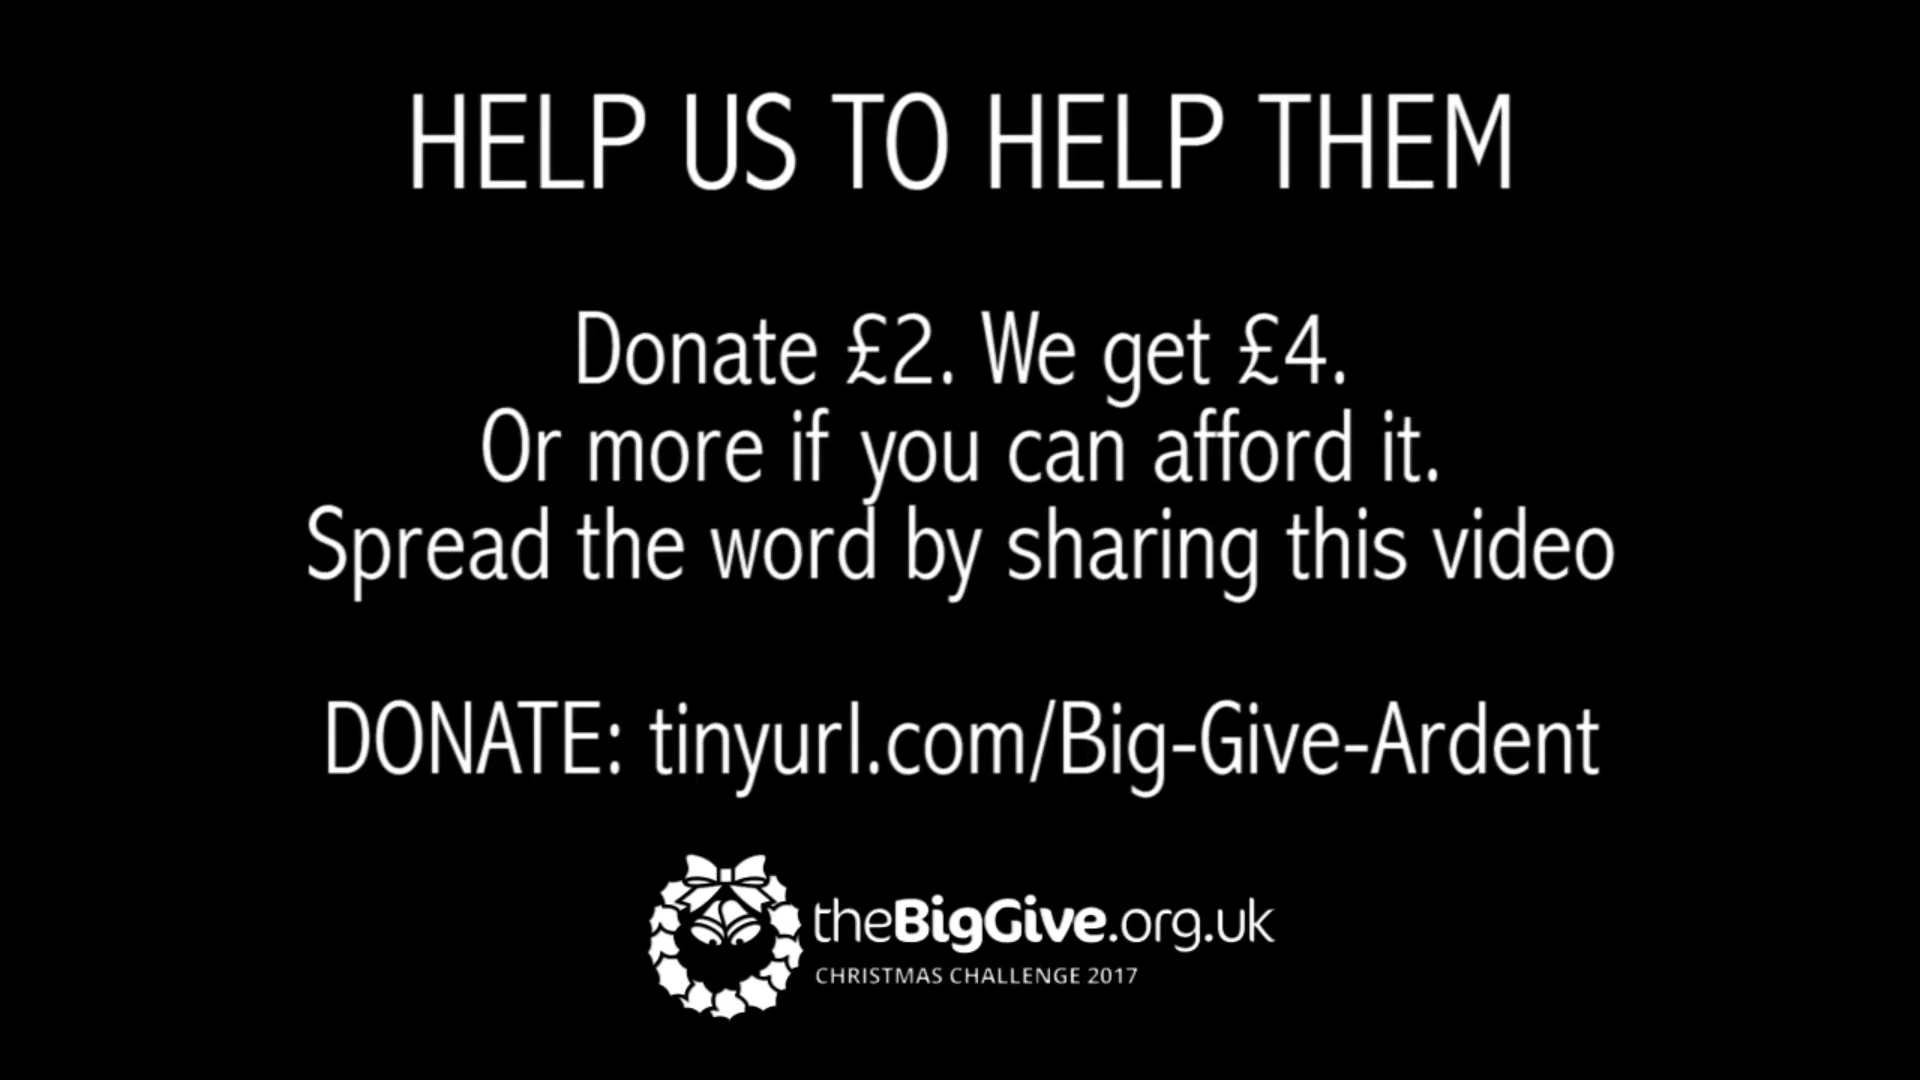 HELP US TO HELP THEM
Donate £2. We get £4.
Or more if you can afford it.
Spread the word by sharing this video
DONATE: tinyurl.com/Big-Give-Ardent
theBigGive.org.uk
CHRISTMAS CHALLENGE 2017